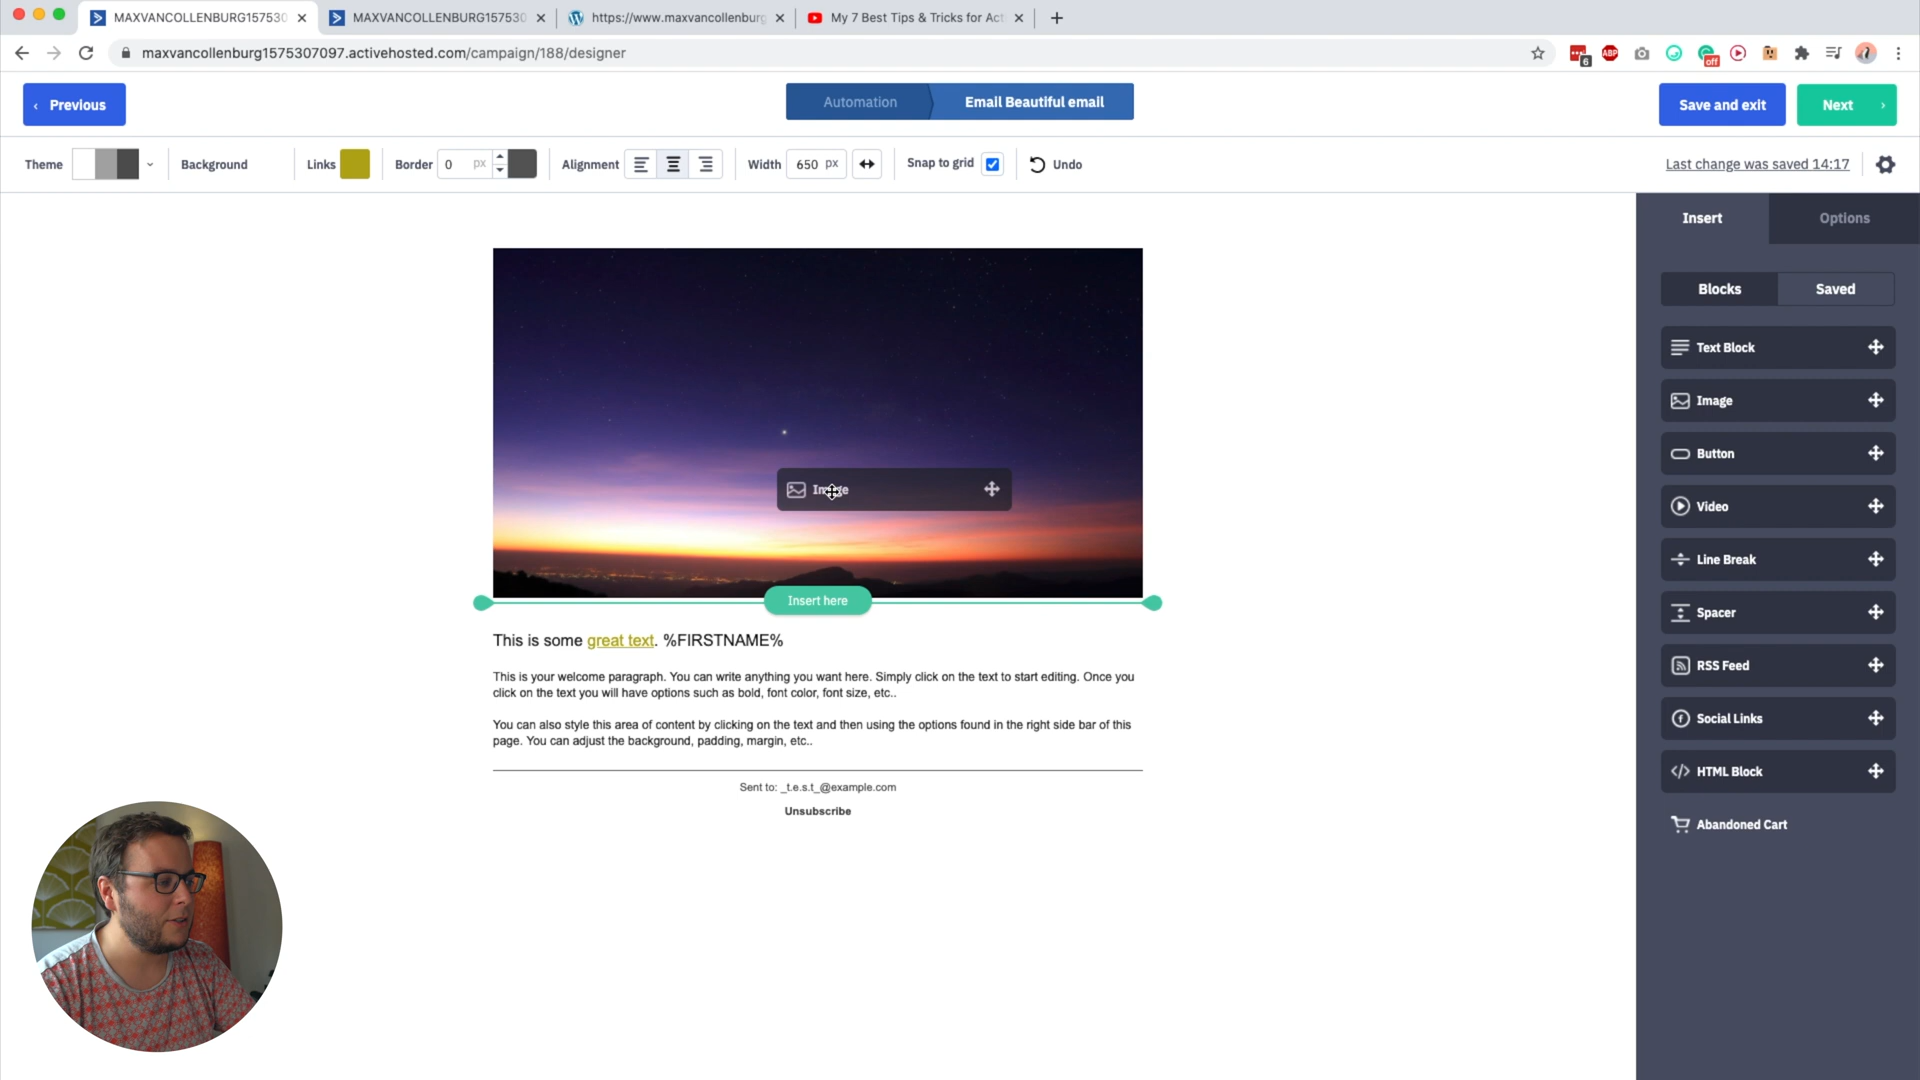 MAXVANCOLLENBURG157530
MAXVANCOLLENBURG157530
https://www.maxvancollenburg
My 7 Best Tips & Tricks for Act
maxvancollenburg1575307097.activehosted.com/campaign/188/designer
6
ABP
off
Previous
Automation
Email Beautiful email
Save and exit
Next
Theme
Background
Links
Border 0 px
Alignment
Width 650 px
Snap to grid
Undo
Last change was saved 14:17
Insert
Options
Blocks
Saved
Text Block
Image
Button
Video
Line Break
Spacer
RSS Feed
Social Links
HTML Block
Abandoned Cart
Image
Insert here
This is some great text. %FIRSTNAME%
This is your welcome paragraph. You can write anything you want here. Simply click on the text to start editing. Once you
click on the text you will have options such as bold, font color, font size, etc..
You can also style this area of content by clicking on the text and then using the options found in the right side bar of this
page. You can adjust the background, padding, margin, etc..
Sent to: _t.e.s.t_@example.com
Unsubscribe